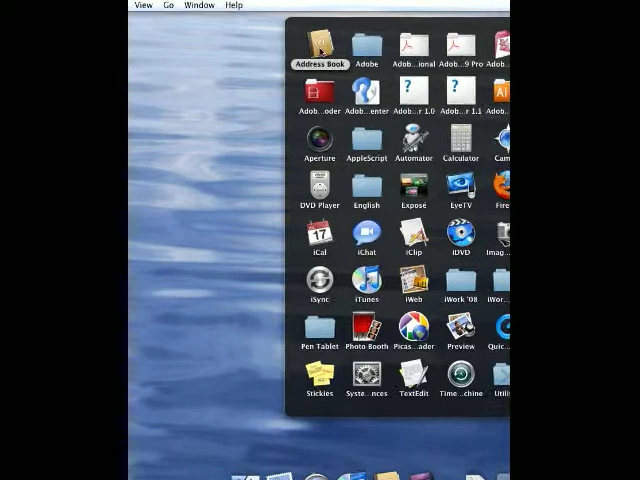 View Go Window Help
Address Book Adobe Adob...ional Adob...9 Pro Adob..
Adob...oder Adob...enter Adob...r 1.0 Adob...r 1.1 Adob..
Aperture AppleScript Automator Calculator Cam
DVD Player English Exposé EyeTV Fire
17
iCal iChat iClip iDVD Imag..
iSync iTunes iWeb iWork '08 iWor..
Pen Tablet Photo Booth Picas...ader Preview Quic..
Stickies Syste...nces TextEdit Time...chine Utili